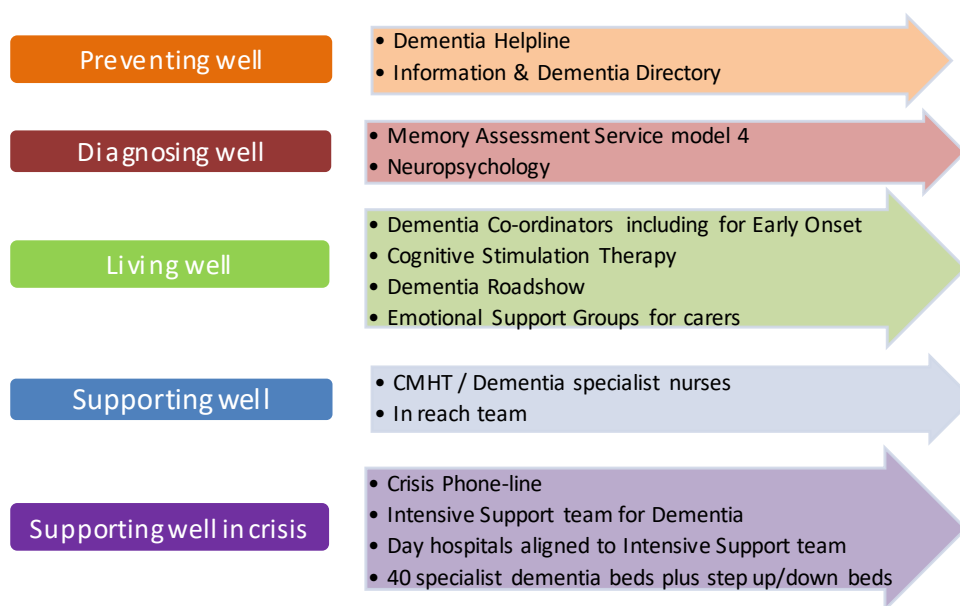 Preventing well
• Dementia Helpline
• Information & Dementia Directory
Diagnosing well
• Memory Assessment Service model 4
• Neuropsychology
Living well
• Dementia Co-ordinators including for Early Onset
• Cognitive Stimulation Therapy
• Dementia Roadshow
• Emotional Support Groups for carers
Supporting well
• CMHT / Dementia specialist nurses
• In reach team
Supporting well in crisis
• Crisis Phone-line
• Intensive Support team for Dementia
• Day hospitals aligned to Intensive Support team
• 40 specialist dementia beds plus step up/down beds